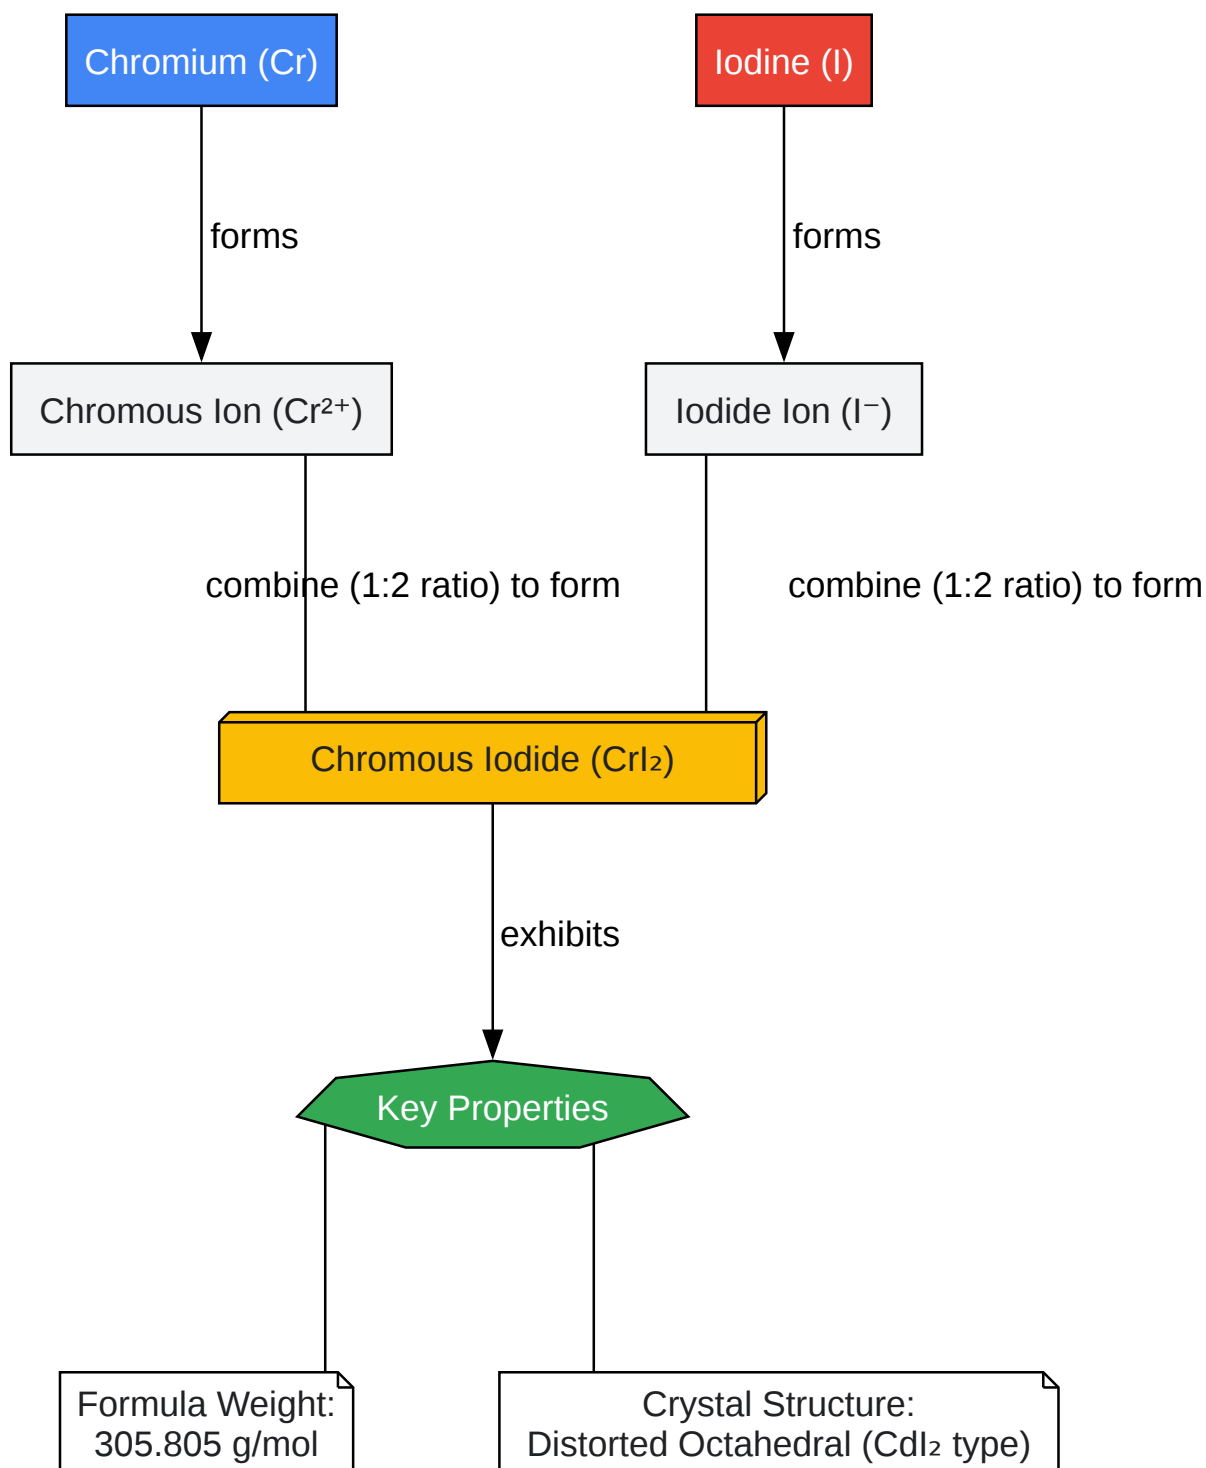 Chromium (Cr)
Iodine (I)
forms
forms
Chromous Ion (Cr²⁺)
Iodide Ion (I⁻)
combine (1:2 ratio) to form
combine (1:2 ratio) to form
Chromous Iodide (CrI₂)
exhibits
Key Properties
Formula Weight:
305.805 g/mol
Crystal Structure:
Distorted Octahedral (CdI₂ type)